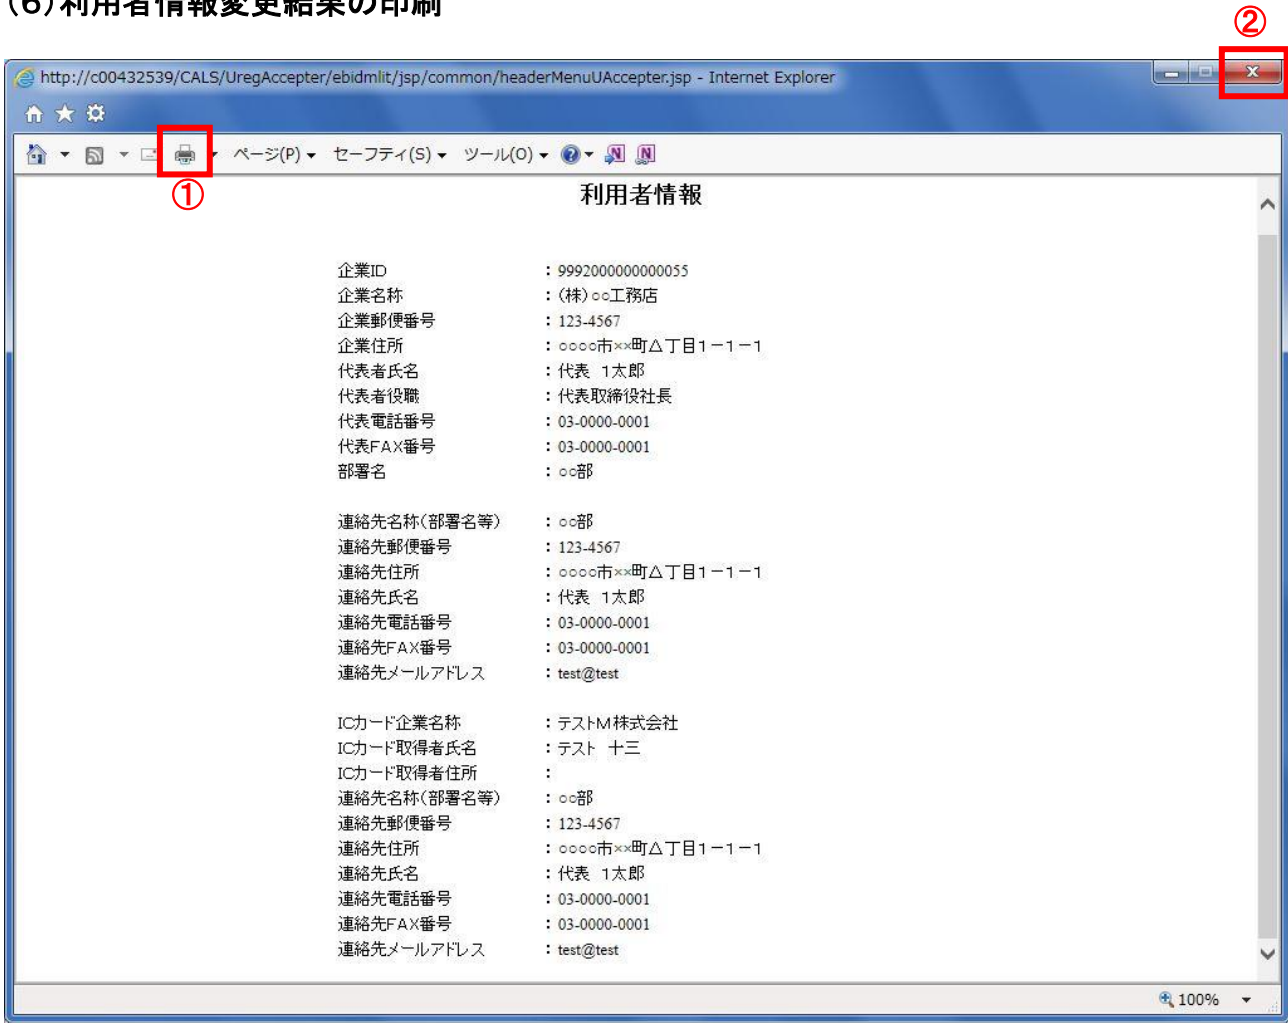 (6)利用者情報変更結果の印刷
②
http://c00432539/CALS/UregAccepter/ebidmlit/jsp/common/headerMenuUAccepter.jsp - Internet Explorer
ページ(P) セーフティ(S) ツール(O)
①
利用者情報
企業ID : 9992000000000055
企業名称 : (株)○○工務店
企業郵便番号 : 123-4567
企業住所 : ○○○○市××町△丁目1-1-1
代表者氏名 : 代表 1太郎
代表者役職 : 代表取締役社長
代表電話番号 : 03-0000-0001
代表FAX番号 : 03-0000-0001
部署名 : ○○部
連絡先名称(部署名等) : ○○部
連絡先郵便番号 : 123-4567
連絡先住所 : ○○○○市××町△丁目1-1-1
連絡先氏名 : 代表 1太郎
連絡先電話番号 : 03-0000-0001
連絡先FAX番号 : 03-0000-0001
連絡先メールアドレス : test@test
ICカード企業名称 : テストM株式会社
ICカード取得者氏名 : テスト 十三
ICカード取得者住所 :
連絡先名称(部署名等) : ○○部
連絡先郵便番号 : 123-4567
連絡先住所 : ○○○○市××町△丁目1-1-1
連絡先氏名 : 代表 1太郎
連絡先電話番号 : 03-0000-0001
連絡先FAX番号 : 03-0000-0001
連絡先メールアドレス : test@test
100%